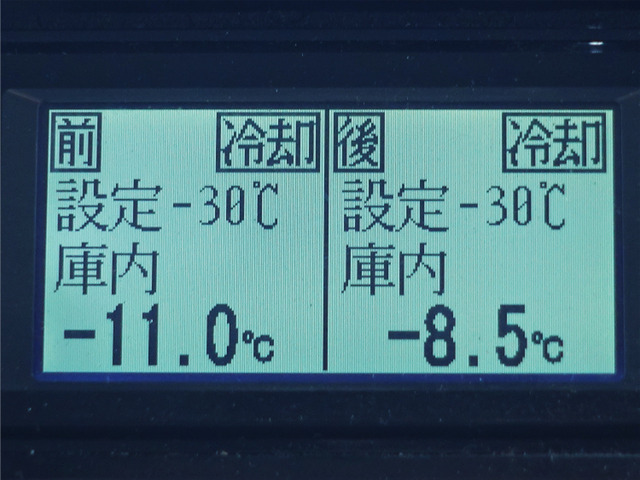 前 冷却
設定-30℃
庫内
-11.0℃
後 冷却
設定-30℃
庫内
-8.5℃